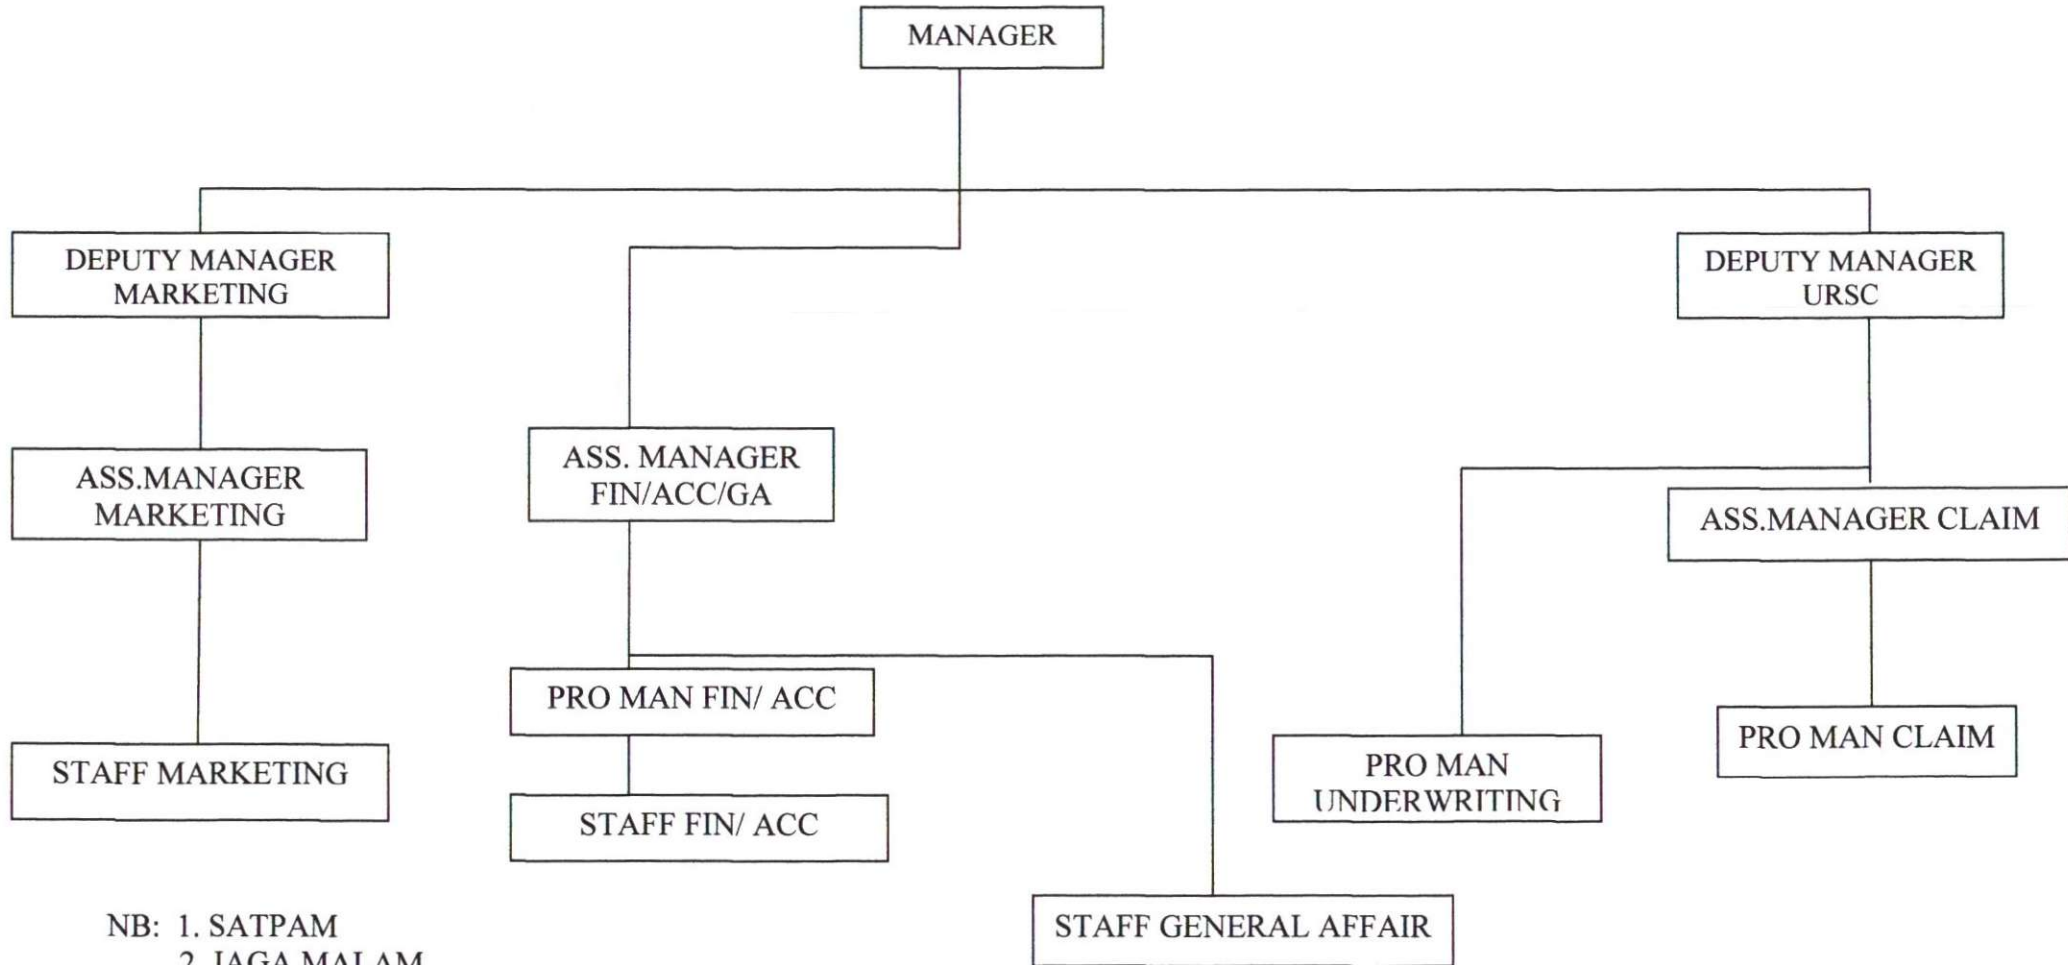 MANAGER
DEPUTY MANAGER
MARKETING
DEPUTY MANAGER
URSC
ASS.MANAGER
MARKETING
ASS. MANAGER
FIN/ACC/GA
ASS.MANAGER CLAIM
PRO MAN FIN/ ACC
PRO MAN CLAIM
STAFF MARKETING
PRO MAN
UNDERWRITING
STAFF FIN/ ACC
STAFF GENERAL AFFAIR
NB: 1. SATPAM
2. JAGA MALAM